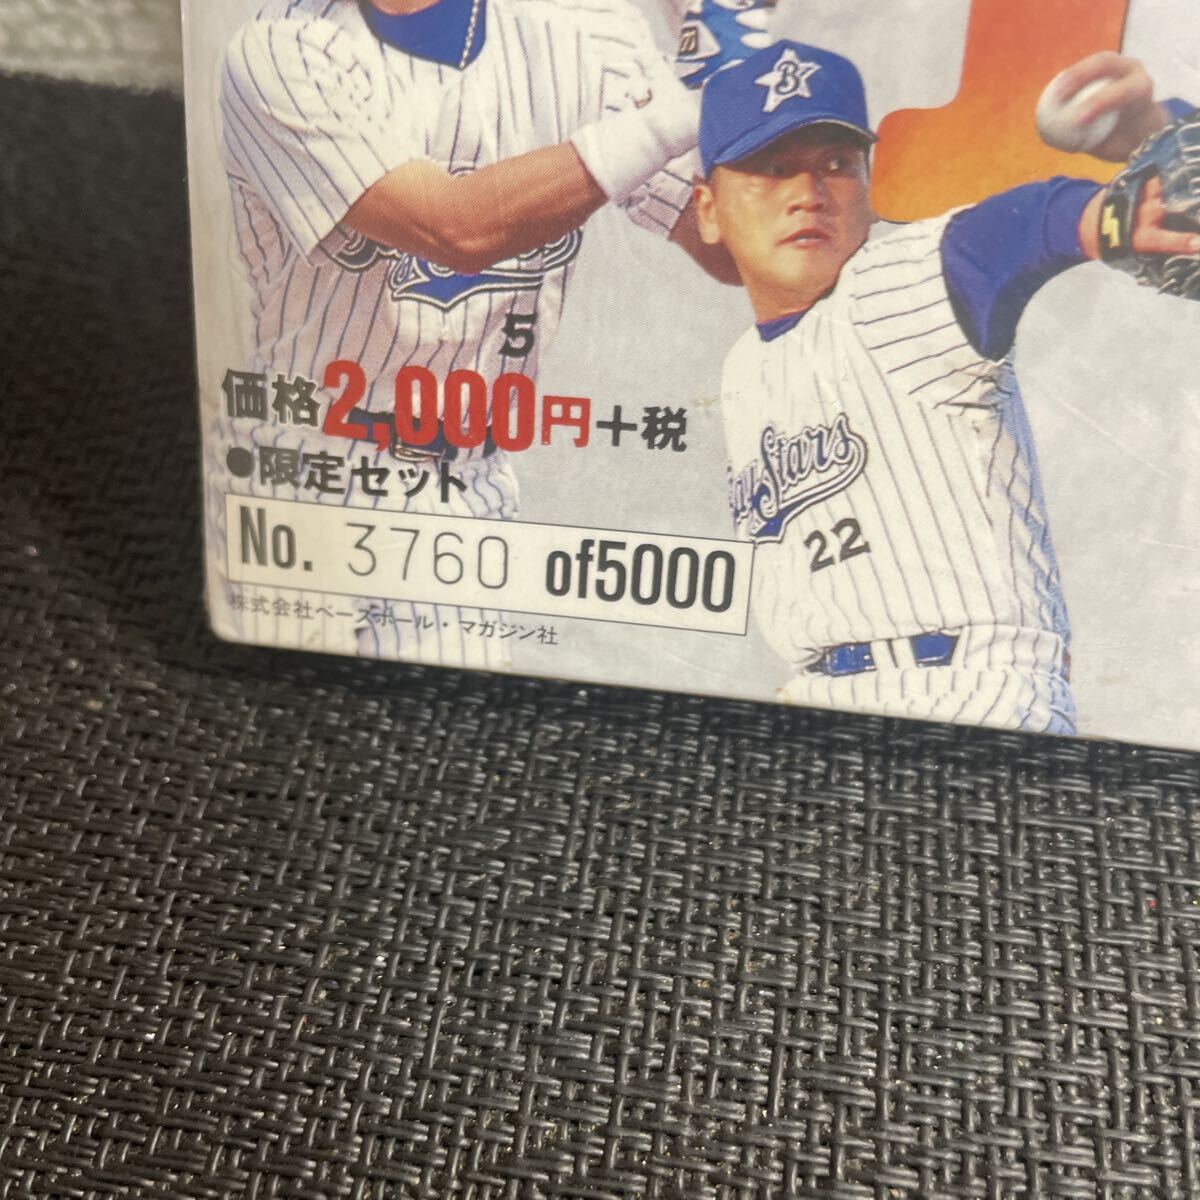 B
5
価格2,000円+税
●限定セット
No. 3760 of5000
株式会社ベースボール・マガジン社
Stars
22